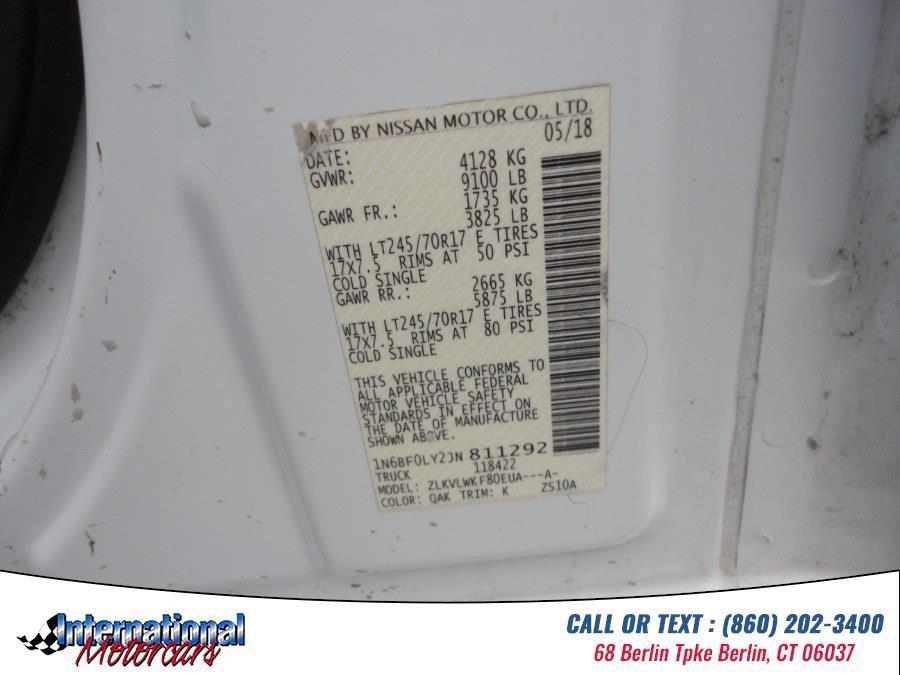 MFD BY NISSAN MOTOR CO., LTD.
DATE: 05/18
GVWR: 4128 KG
9100 LB
GAWR FR.: 1735 KG
3825 LB
WITH LT245/70R17 E TIRES
17X7.5 RIMS AT 50 PSI
COLD SINGLE
GAWR RR.: 2665 KG
5875 LB
WITH LT245/70R17 E TIRES
17X7.5 RIMS AT 80 PSI
COLD SINGLE
THIS VEHICLE CONFORMS TO
ALL APPLICABLE FEDERAL
MOTOR VEHICLE SAFETY
STANDARDS IN EFFECT ON
THE DATE OF MANUFACTURE
SHOWN ABOVE.
1N6BF0LY2JN 811292
TRUCK 118422
MODEL: ZLKVLWKF80EUA---A-
COLOR: QAK TRIM: K ZS10A
International
Motorcars
CALL OR TEXT : (860) 202-3400
68 Berlin Tpke Berlin, CT 06037